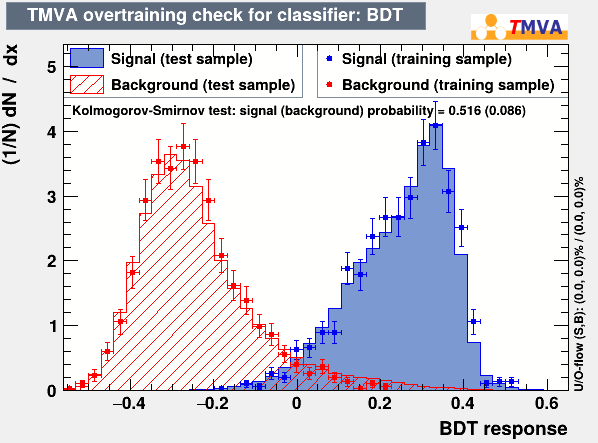 TMVA overtraining check for classifier: BDT
TMVA
(1/N) dN / dx
Signal (test sample)
Background (test sample)
Signal (training sample)
Background (training sample)
Kolmogorov-Smirnov test: signal (background) probability = 0.516 (0.086)
5
4
3
2
1
0
−0.4
−0.2
0
0.2
0.4
0.6
BDT response
U/O-flow (S,B): (0.0, 0.0)% / (0.0, 0.0)%